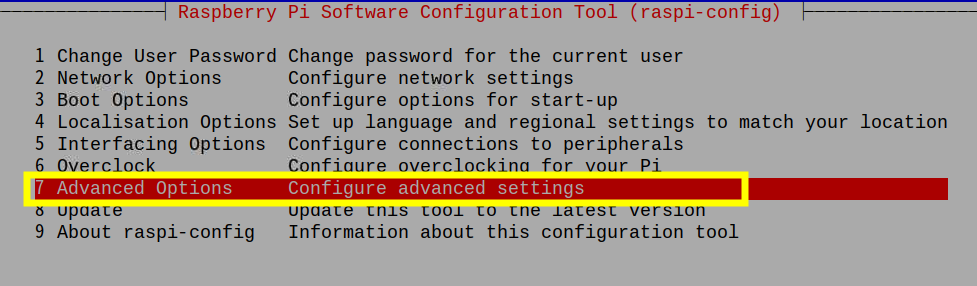 Raspberry Pi Software Configuration Tool (raspi-config)
1 Change User Password Change password for the current user
2 Network Options Configure network settings
3 Boot Options Configure options for start-up
4 Localisation Options Set up language and regional settings to match your location
5 Interfacing Options Configure connections to peripherals
6 Overclock Configure overclocking for your Pi
7 Advanced Options Configure advanced settings
8 Update Update this tool to the latest version
9 About raspi-config Information about this configuration tool